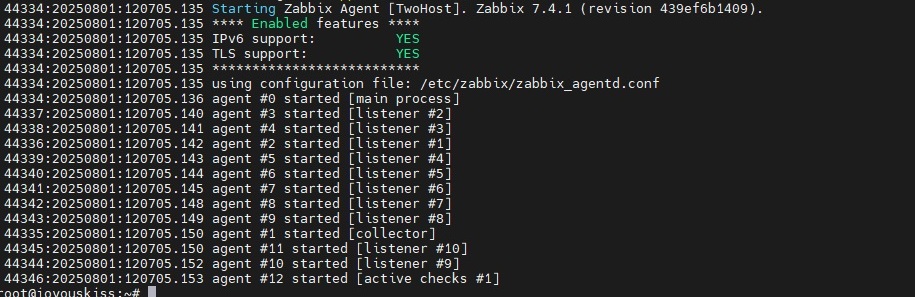 44334:20250801:120705.135 Starting Zabbix Agent [TwoHost]. Zabbix 7.4.1 (revision 439ef6b1409).
44334:20250801:120705.135 **** Enabled features ****
44334:20250801:120705.135 IPv6 support:          YES
44334:20250801:120705.135 TLS support:           YES
44334:20250801:120705.135 **************************
44334:20250801:120705.135 using configuration file: /etc/zabbix/zabbix_agentd.conf
44334:20250801:120705.136 agent #0 started [main process]
44337:20250801:120705.140 agent #3 started [listener #2]
44338:20250801:120705.141 agent #4 started [listener #3]
44336:20250801:120705.142 agent #2 started [listener #1]
44339:20250801:120705.143 agent #5 started [listener #4]
44340:20250801:120705.144 agent #6 started [listener #5]
44341:20250801:120705.145 agent #7 started [listener #6]
44342:20250801:120705.148 agent #8 started [listener #7]
44343:20250801:120705.149 agent #9 started [listener #8]
44335:20250801:120705.150 agent #1 started [collector]
44345:20250801:120705.150 agent #11 started [listener #10]
44344:20250801:120705.152 agent #10 started [listener #9]
44346:20250801:120705.153 agent #12 started [active checks #1]
root@joyouskiss:~#